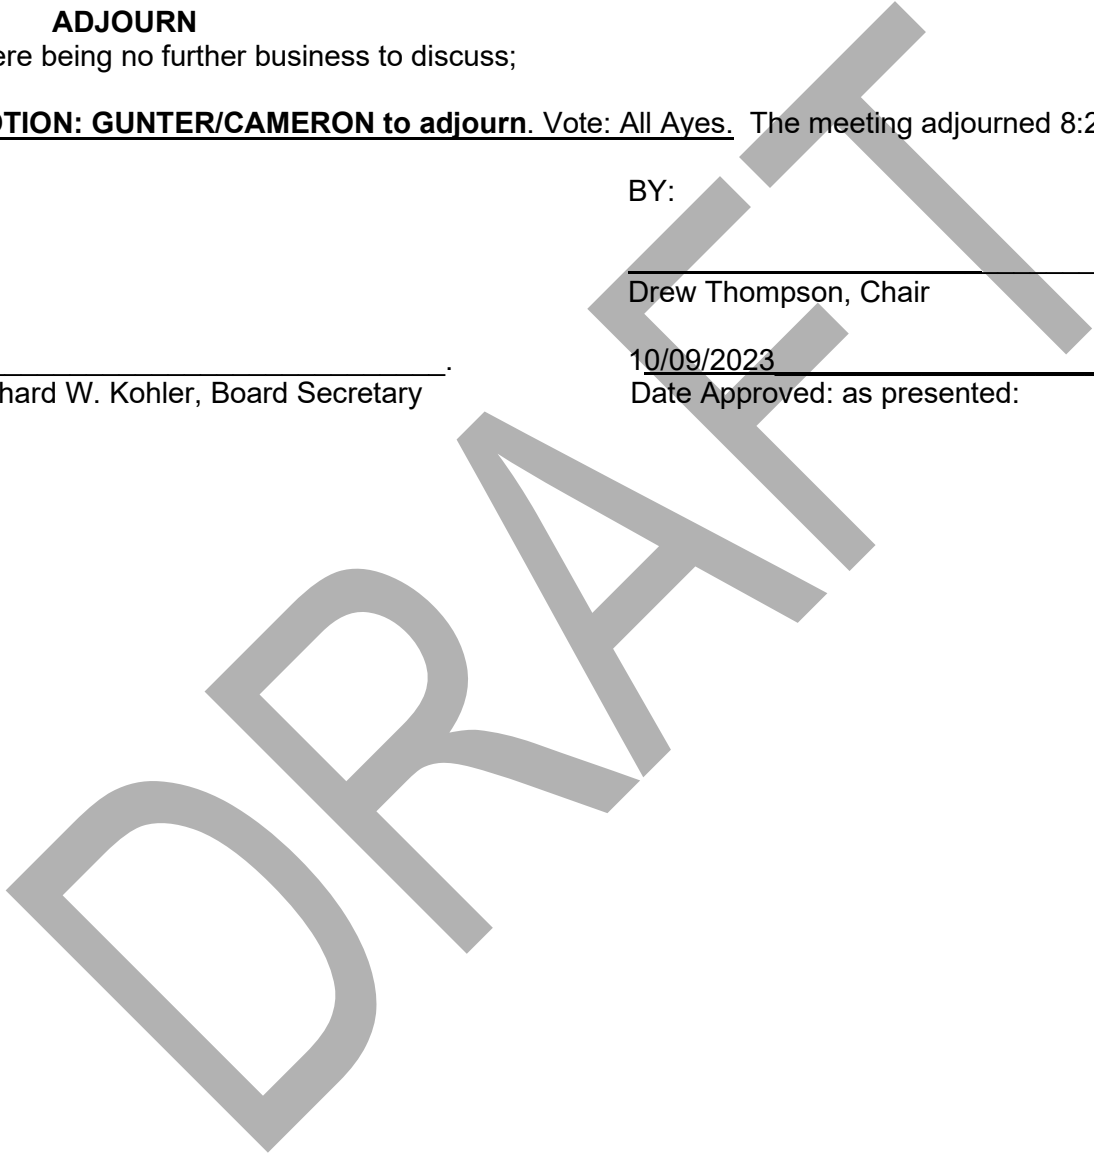 ADJOURN
ere being no further business to discuss;
OTION: GUNTER/CAMERON to adjourn. Vote: All Ayes. The meeting adjourned 8:2
BY:
Drew Thompson, Chair
. 10/09/2023
hard W. Kohler, Board Secretary Date Approved: as presented:
DRAFT